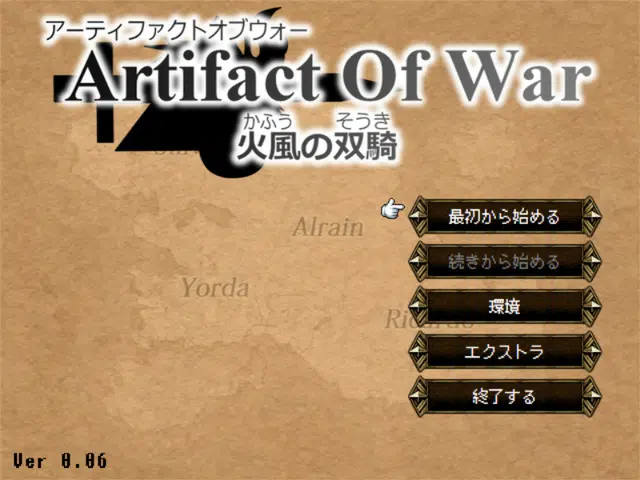 アーティファクトオブウォー
Artifact Of War
かふう そうき
火風の双騎
Alrain
Yorda
最初から始める
続きから始める
環境
エクストラ
終了する
Ver 0.06